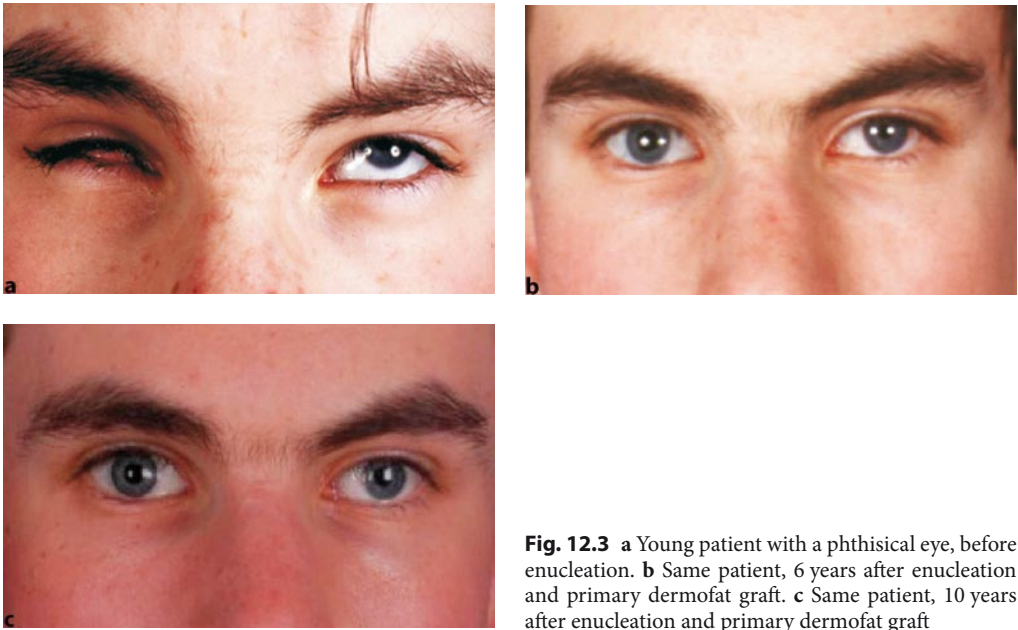 a
b
c
Fig. 12.3 a Young patient with a phthisical eye, before
enucleation. b Same patient, 6 years after enucleation
and primary dermofat graft. c Same patient, 10 years
after enucleation and primary dermofat graft